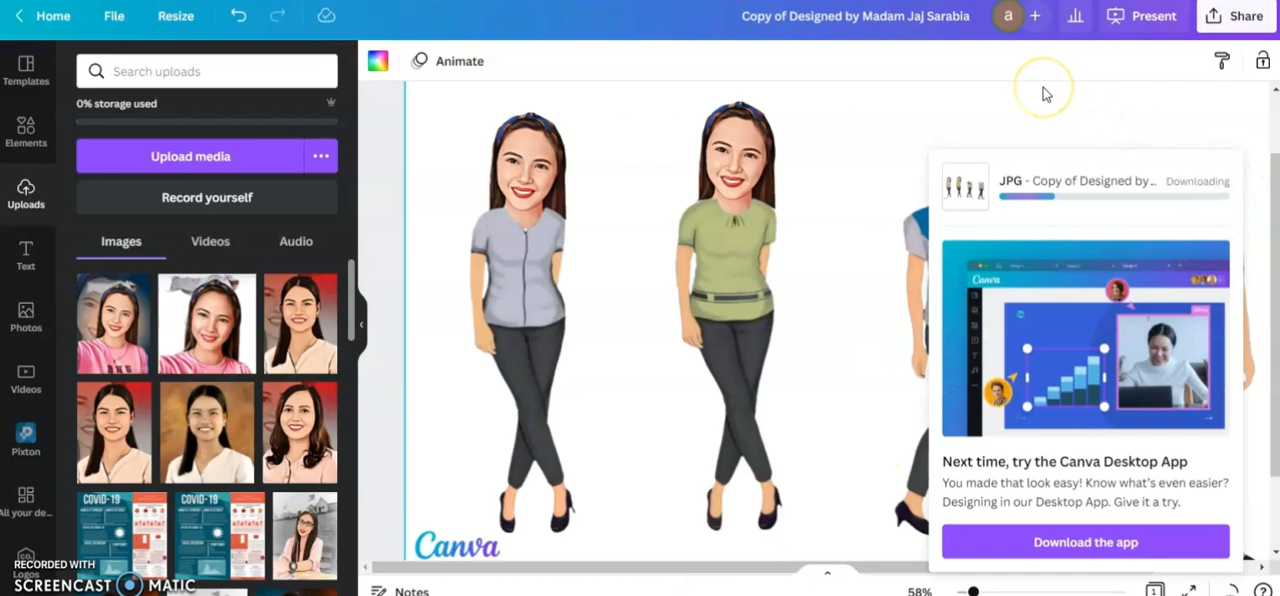 Home File Resize
Copy of Designed by Madam Jaj Sarabia
a + Present Share
Templates
Elements
Uploads
Text
Photos
Videos
Pixton
All your de...
Logos
Search uploads
0% storage used
Upload media ...
Record yourself
Images Videos Audio
COVID-19 COVID-19
Animate
Canva
JPG - Copy of Designed by... Downloading
Canva
Next time, try the Canva Desktop App
You made that look easy! Know what's even easier?
Designing in our Desktop App. Give it a try.
Download the app
Notes
58%
1
?
RECORDED WITH
SCREENCAST MATIC